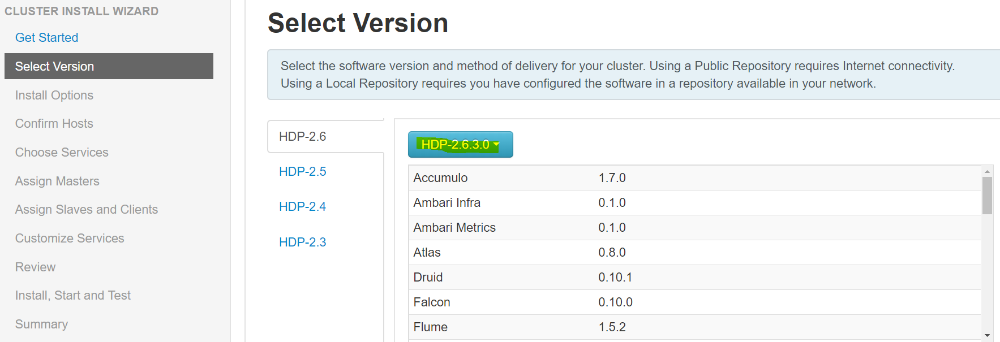 CLUSTER INSTALL WIZARD
Get Started
Select Version
Install Options
Confirm Hosts
Choose Services
Assign Masters
Assign Slaves and Clients
Customize Services
Review
Install, Start and Test
Summary
Select Version
Select the software version and method of delivery for your cluster. Using a Public Repository requires Internet connectivity.
Using a Local Repository requires you have configured the software in a repository available in your network.
HDP-2.6
HDP-2.5
HDP-2.4
HDP-2.3
HDP-2.6.3.0
Accumulo 1.7.0
Ambari Infra 0.1.0
Ambari Metrics 0.1.0
Atlas 0.8.0
Druid 0.10.1
Falcon 0.10.0
Flume 1.5.2